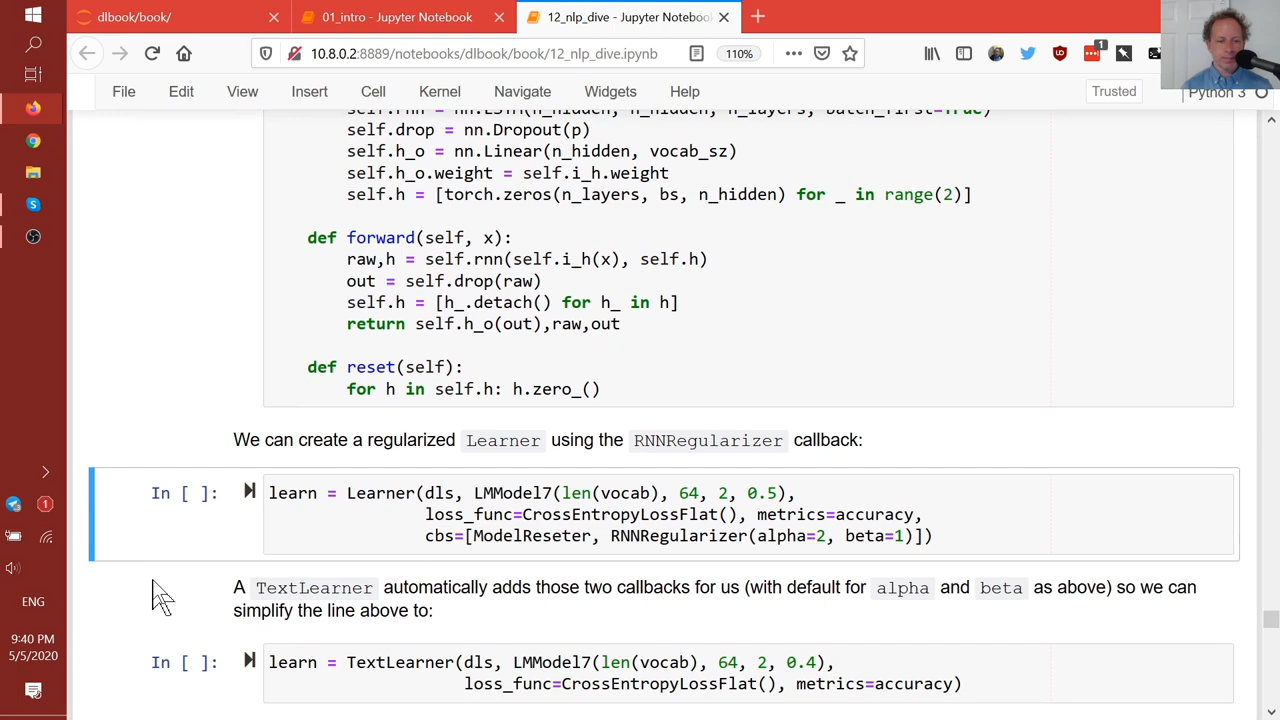 dlbook/book/
01_intro - Jupyter Notebook
12_nlp_dive - Jupyter Notebook
10.8.0.2:8889/notebooks/dlbook/book/12_nlp_dive.ipynb
110%
1
File Edit View Insert Cell Kernel Navigate Widgets Help
Trusted
Python 3
self.drop = nn.Dropout(p)
self.h_o = nn.Linear(n_hidden, vocab_sz)
self.h_o.weight = self.i_h.weight
self.h = [torch.zeros(n_layers, bs, n_hidden) for _ in range(2)]
def forward(self, x):
raw,h = self.rnn(self.i_h(x), self.h)
out = self.drop(raw)
self.h = [h_.detach() for h_ in h]
return self.h_o(out),raw,out
def reset(self):
for h in self.h: h.zero_()
We can create a regularized Learner using the RNNRegularizer callback:
In [ ]:
learn = Learner(dls, LMModel7(len(vocab), 64, 2, 0.5),
loss_func=CrossEntropyLossFlat(), metrics=accuracy,
cbs=[ModelReseter, RNNRegularizer(alpha=2, beta=1)])
A TextLearner automatically adds those two callbacks for us (with default for alpha and beta as above) so we can
simplify the line above to:
In [ ]:
learn = TextLearner(dls, LMModel7(len(vocab), 64, 2, 0.4),
loss_func=CrossEntropyLossFlat(), metrics=accuracy)
1
ENG
9:40 PM
5/5/2020